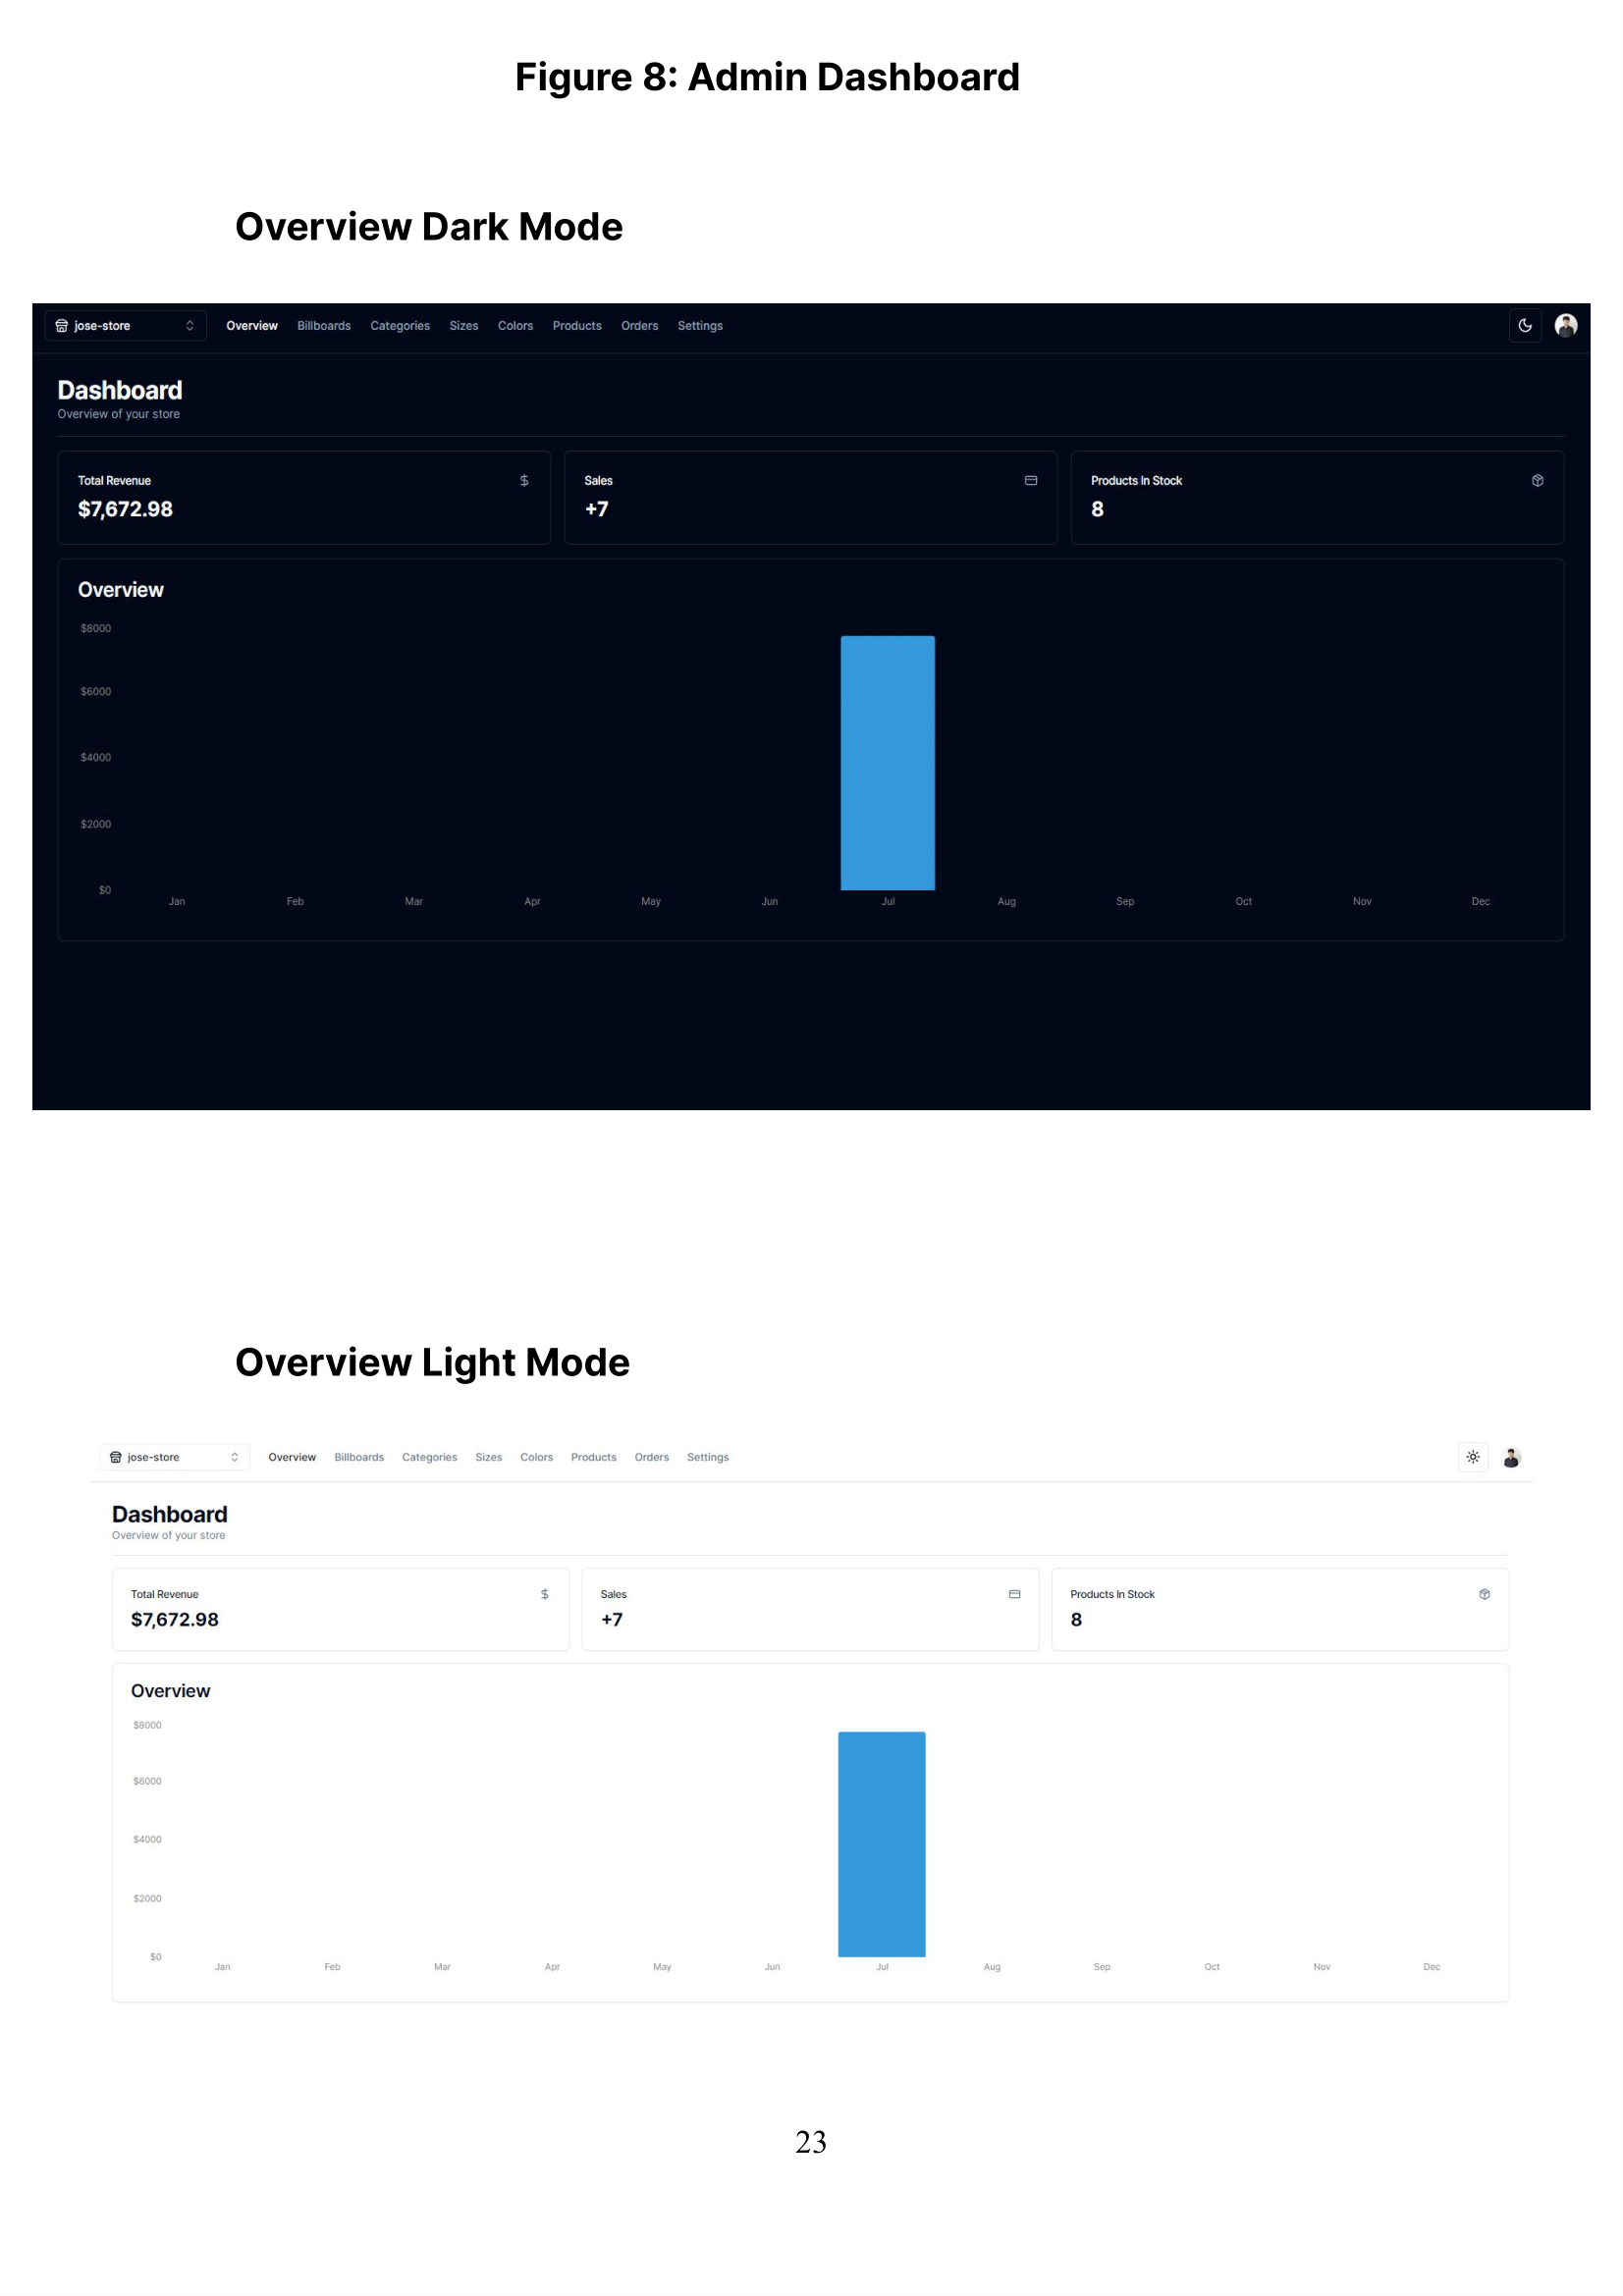 Figure 8: Admin Dashboard
Overview Dark Mode
jose-store Overview Billboards Categories Sizes Colors Products Orders Settings
Dashboard
Overview of your store
Total Revenue Sales Products In Stock
$7,672.98 +7 8
Overview
$8000
$6000
$4000
$2000
$0
Jan Feb Mar Apr May Jun Jul Aug Sep Oct Nov Dec
Overview Light Mode
jose-store Overview Billboards Categories Sizes Colors Products Orders Settings
Dashboard
Overview of your store
Total Revenue Sales Products In Stock
$7,672.98 +7 8
Overview
$8000
$6000
$4000
$2000
$0
Jan Feb Mar Apr May Jun Jul Aug Sep Oct Nov Dec
23